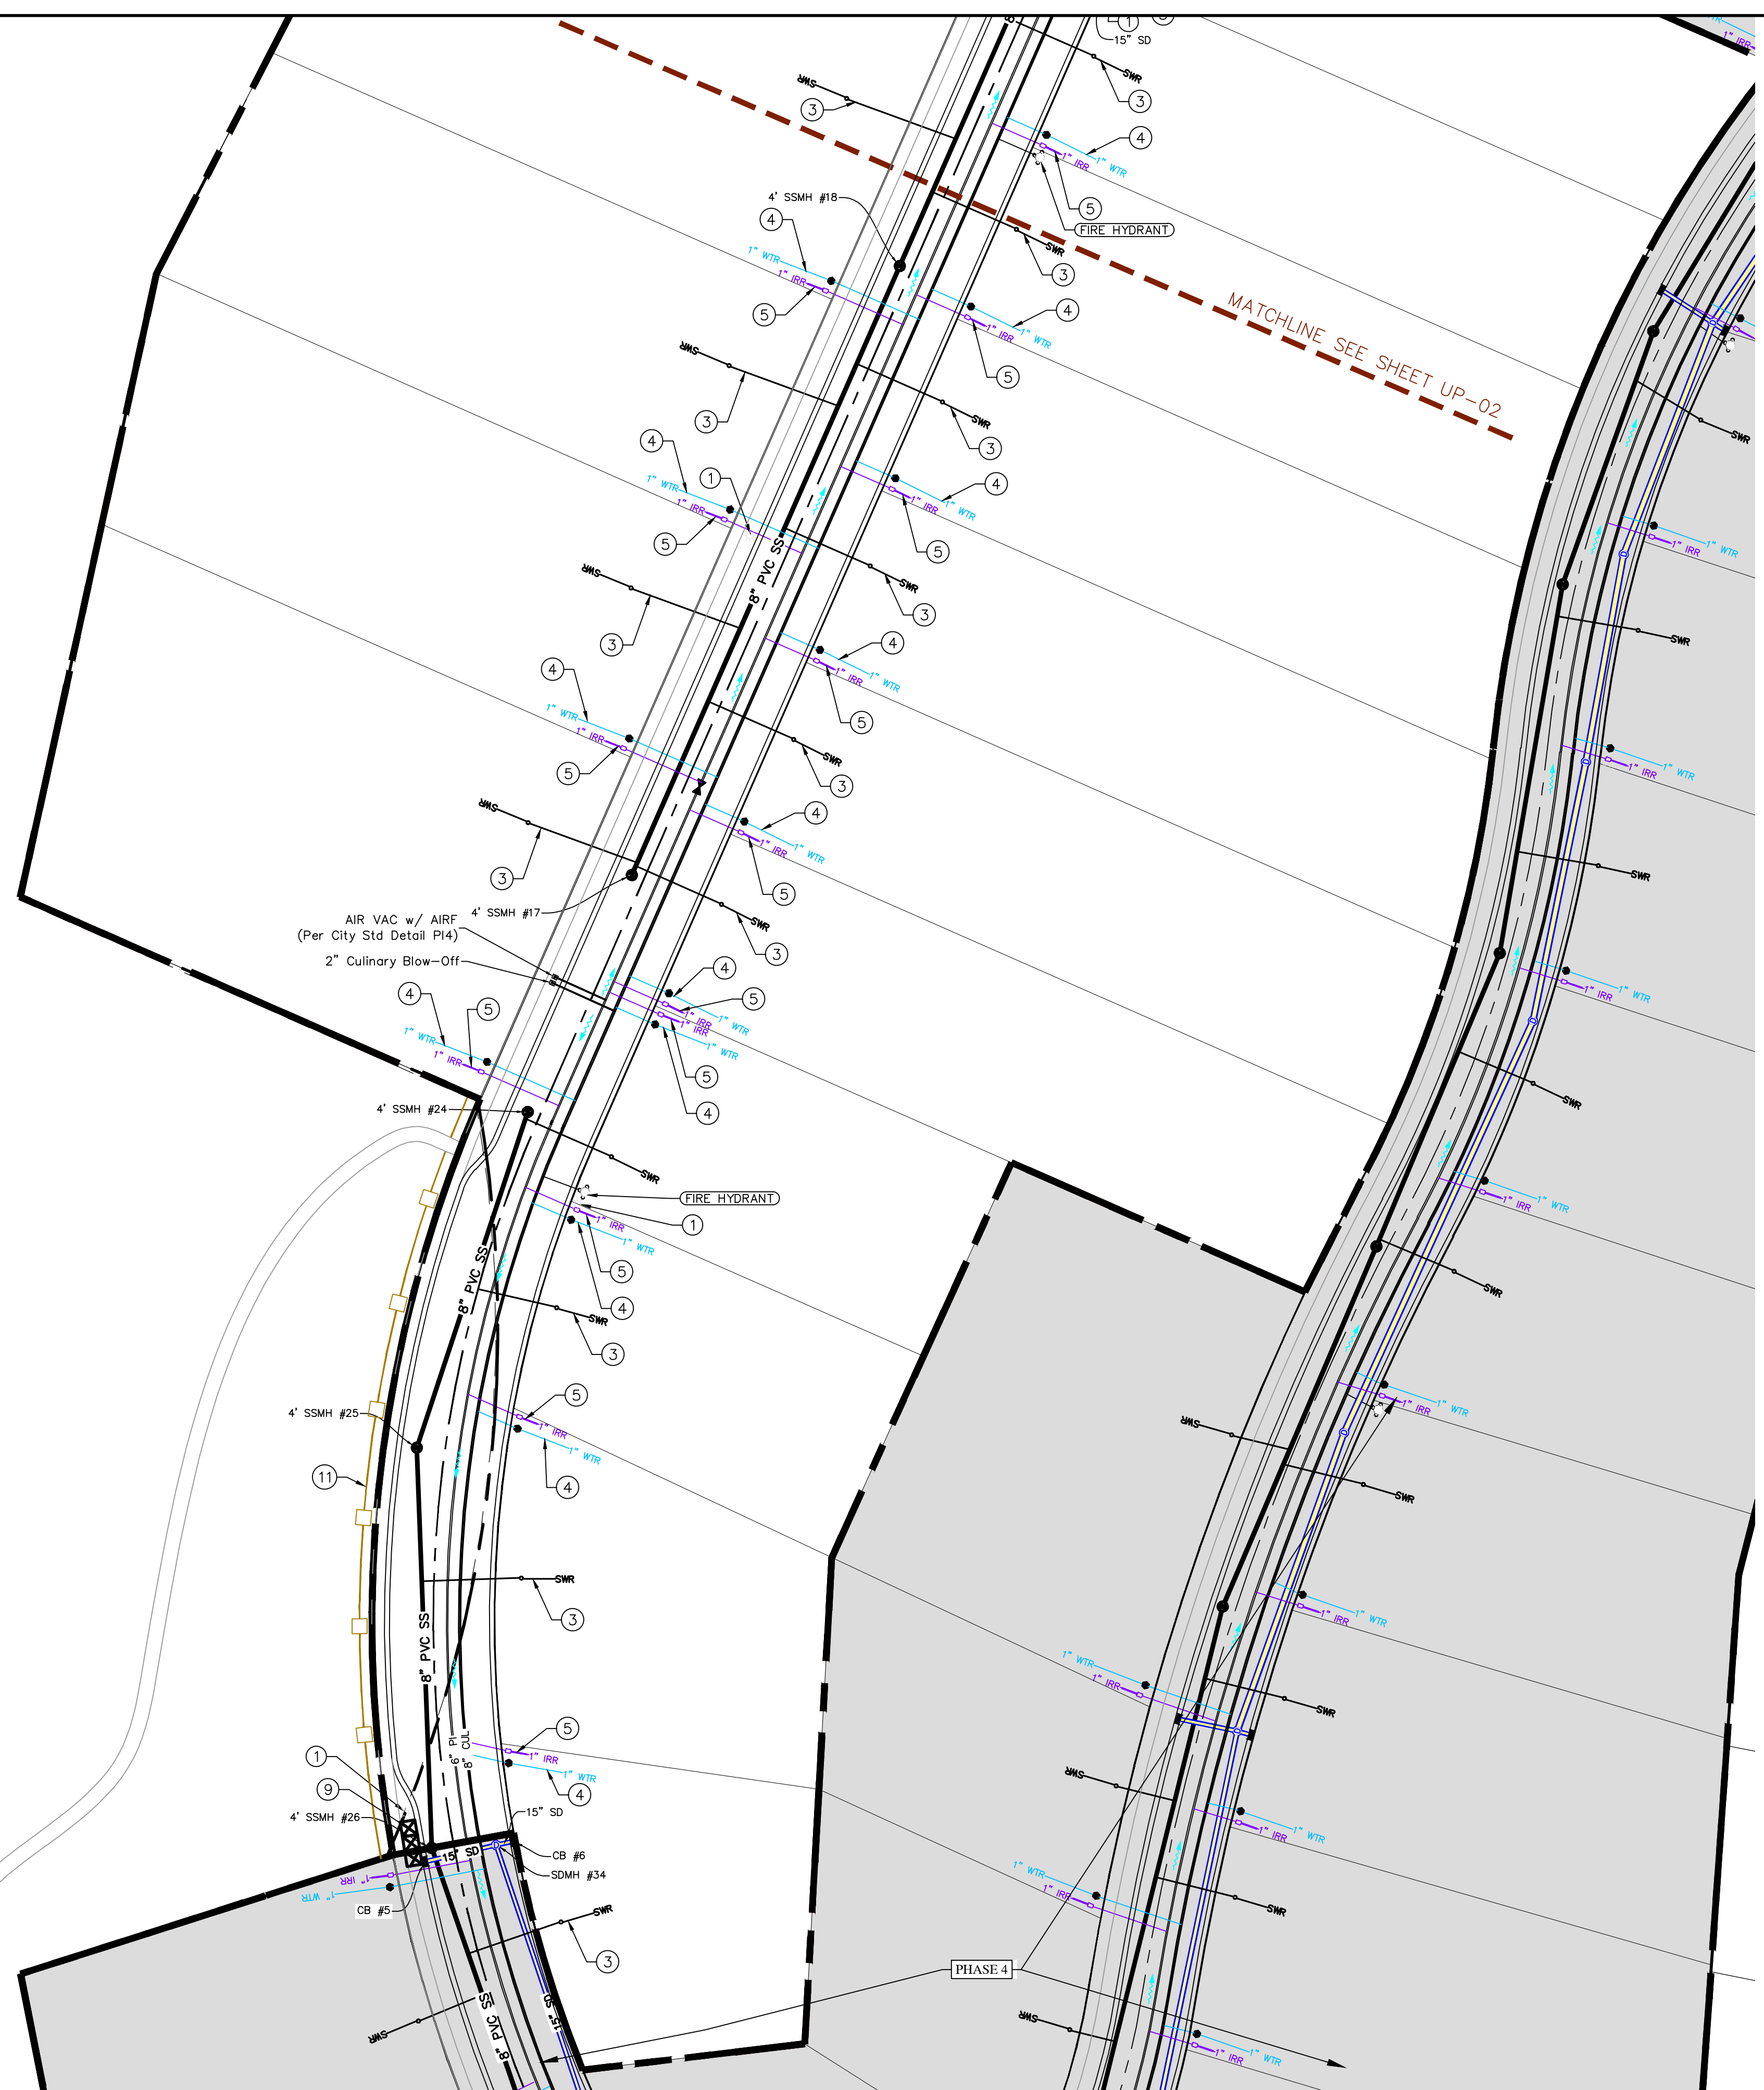 15" SD
1
SWR
3
SWR
3
4
1" WTR
1" IRR
5
FIRE HYDRANT
4' SSMH #18
4
1" WTR
1" IRR
5
SWR
3
4
1" WTR
1" IRR
5
MATCHLINE SEE SHEET UP-02
SWR
3
SWR
3
4
1" WTR
1" IRR
5
1
4
1" WTR
1" IRR
5
8" PVC SS
SWR
3
SWR
3
4
1" WTR
1" IRR
5
4
1" WTR
1" IRR
5
SWR
3
SWR
3
4
1" WTR
1" IRR
5
4' SSMH #17
AIR VAC w/ AIRF
(Per City Std Detail PI4)
2" Culinary Blow-Off
SWR
3
4
5
1" IRR
1" WTR
1" IRR
1" WTR
5
4
4
5
1" WTR
1" IRR
4' SSMH #24
SWR
FIRE HYDRANT
1
1" IRR
1" WTR
5
4
8" PVC SS
SWR
3
5
1" IRR
1" WTR
4
4' SSMH #25
11
SWR
3
8" PVC SS
6" PI
8" CUL
5
1" IRR
1" WTR
4
1
9
4' SSMH #26
15" SD
15" SD
CB #6
SDMH #34
1" IRR
1" WTR
CB #5
SWR
3
8" PVC SS
15" SD
SWR
PHASE 4
1" IRR
SWR
1" IRR
1" WTR
SWR
1" IRR
1" WTR
SWR
1" IRR
1" WTR
SWR
1" IRR
1" WTR
SWR
1" IRR
1" WTR
SWR
SWR
1" IRR
1" WTR
1" WTR
1" IRR
SWR
SWR
1" IRR
1" WTR
1" WTR
1" IRR
SWR
SWR
1" WTR
1" IRR